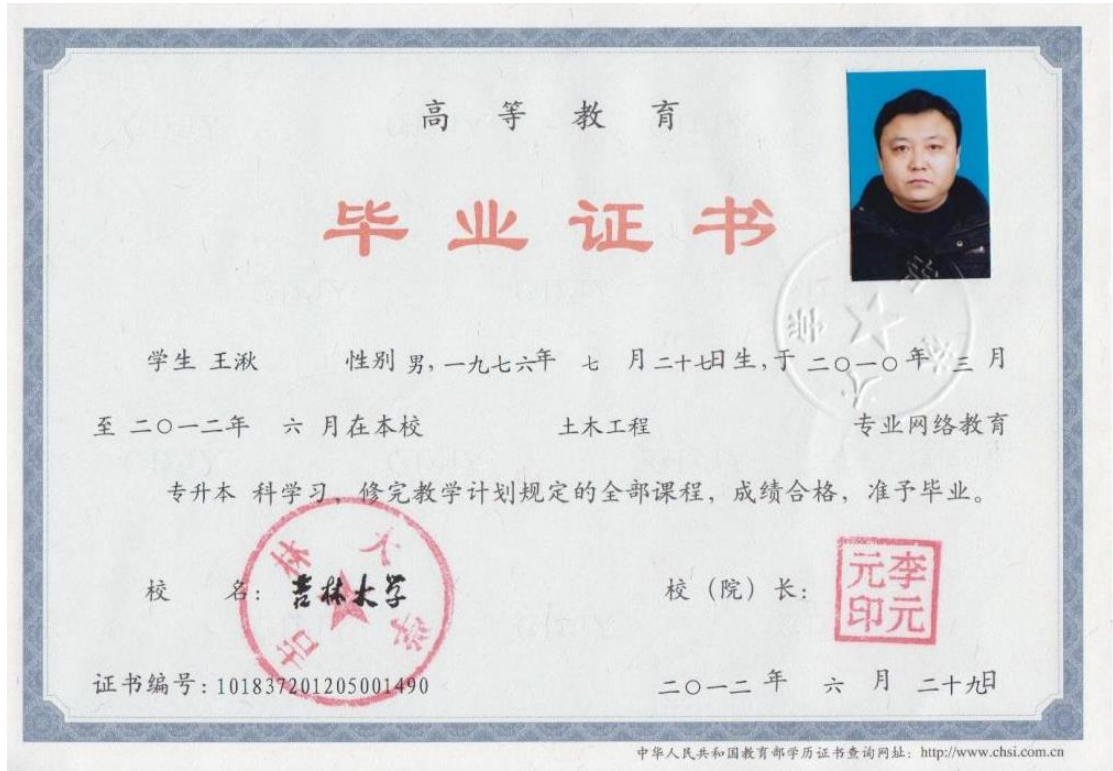 高等教育
毕业证书
学生 王湫 性别 男，一九七六年 七 月二十七日生，于 二〇一〇年 三 月
至 二〇一二年 六 月在本校 土木工程 专业网络教育
专升本 科学习，修完教学计划规定的全部课程，成绩合格，准予毕业。
校 名：吉林大学
校（院）长：
李元元印
吉林大学
证书编号：101837201205001490
二〇一二 年 六 月 二十九日
中华人民共和国教育部学历证书查询网址：http://www.chsi.com.cn